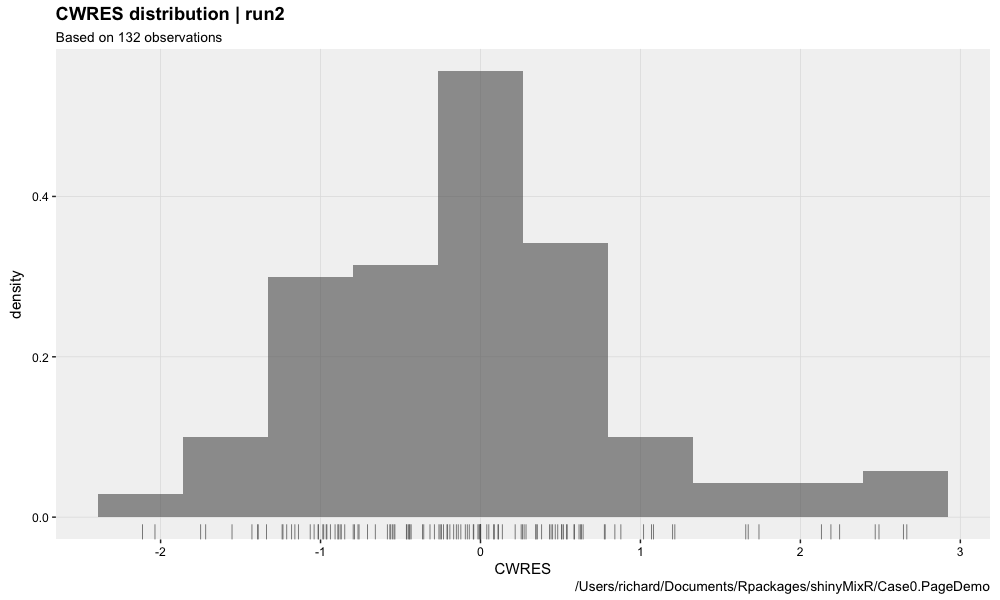 CWRES distribution | run2
Based on 132 observations
density
0.4
0.2
0.0
-2 -1 0 1 2 3
CWRES
/Users/richard/Documents/Rpackages/shinyMixR/Case0.PageDemo